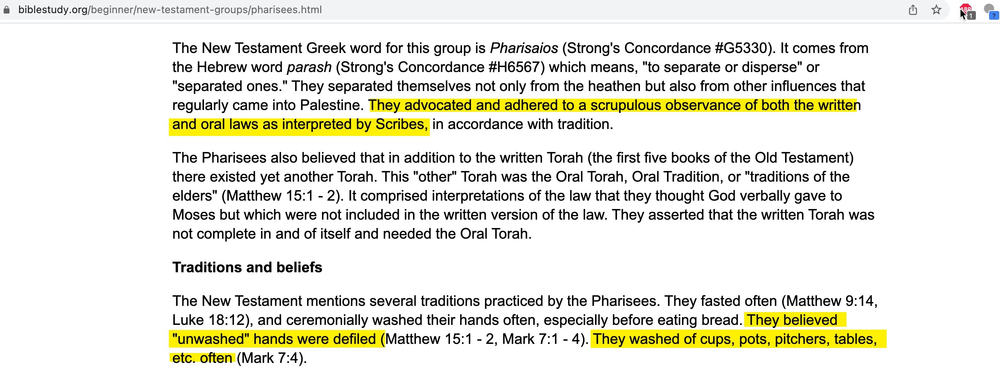 biblestudy.org/beginner/new-testament-groups/pharisees.html
ABP
1
?
The New Testament Greek word for this group is Pharisaios (Strong's Concordance #G5330). It comes from
the Hebrew word parash (Strong's Concordance #H6567) which means, "to separate or disperse" or
"separated ones." They separated themselves not only from the heathen but also from other influences that
regularly came into Palestine. They advocated and adhered to a scrupulous observance of both the written
and oral laws as interpreted by Scribes, in accordance with tradition.
The Pharisees also believed that in addition to the written Torah (the first five books of the Old Testament)
there existed yet another Torah. This "other" Torah was the Oral Torah, Oral Tradition, or "traditions of the
elders" (Matthew 15:1 - 2). It comprised interpretations of the law that they thought God verbally gave to
Moses but which were not included in the written version of the law. They asserted that the written Torah was
not complete in and of itself and needed the Oral Torah.
Traditions and beliefs
The New Testament mentions several traditions practiced by the Pharisees. They fasted often (Matthew 9:14,
Luke 18:12), and ceremonially washed their hands often, especially before eating bread. They believed
"unwashed" hands were defiled (Matthew 15:1 - 2, Mark 7:1 - 4). They washed of cups, pots, pitchers, tables,
etc. often (Mark 7:4).